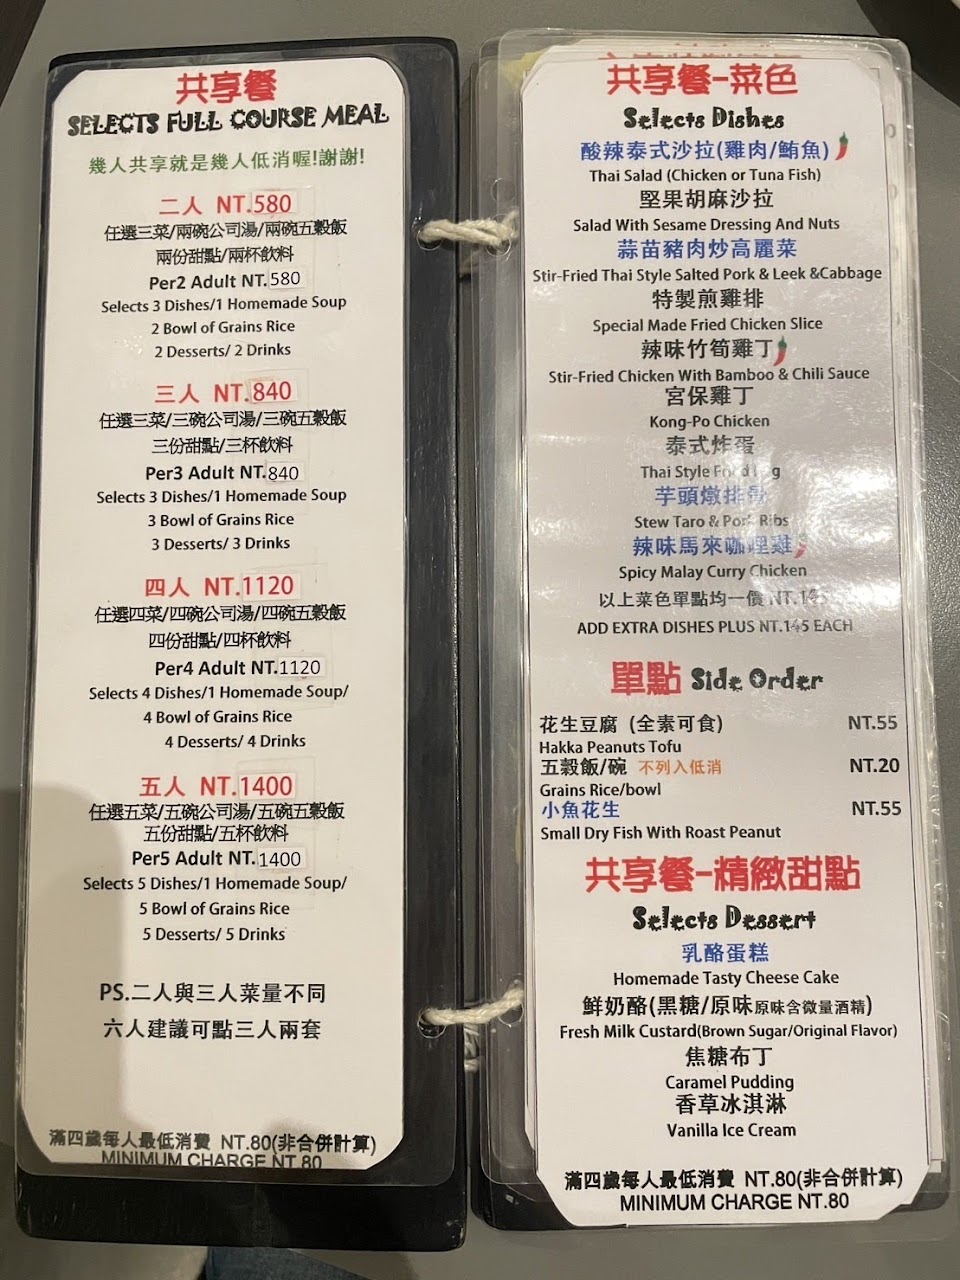 共享餐
SELECTS FULL COURSE MEAL
幾人共享就是幾人低消喔!謝謝!
二人 NT.580
任選三菜/兩碗公司湯/兩碗五穀飯
兩份甜點/兩杯飲料
Per2 Adult NT.580
Selects 3 Dishes/1 Homemade Soup
2 Bowl of Grains Rice
2 Desserts/ 2 Drinks
三人 NT.840
任選三菜/三碗公司湯/三碗五穀飯
三份甜點/三杯飲料
Per3 Adult NT.840
Selects 3 Dishes/1 Homemade Soup
3 Bowl of Grains Rice
3 Desserts/ 3 Drinks
四人 NT.1120
任選四菜/四碗公司湯/四碗五穀飯
四份甜點/四杯飲料
Per4 Adult NT.1120
Selects 4 Dishes/1 Homemade Soup/
4 Bowl of Grains Rice
4 Desserts/ 4 Drinks
五人 NT.1400
任選五菜/五碗公司湯/五碗五穀飯
五份甜點/五杯飲料
Per5 Adult NT.1400
Selects 5 Dishes/1 Homemade Soup/
5 Bowl of Grains Rice
5 Desserts/ 5 Drinks
PS.二人與三人菜量不同
六人建議可點三人兩套
滿四歲每人最低消費 NT.80(非合併計算)
MINIMUM CHARGE NT.80
共享餐-菜色
Selects Dishes
酸辣泰式沙拉(雞肉/鮪魚)
Thai Salad (Chicken or Tuna Fish)
堅果胡麻沙拉
Salad With Sesame Dressing And Nuts
蒜苗豬肉炒高麗菜
Stir-Fried Thai Style Salted Pork & Leek &Cabbage
特製煎雞排
Special Made Fried Chicken Slice
辣味竹筍雞丁
Stir-Fried Chicken With Bamboo & Chili Sauce
宮保雞丁
Kong-Po Chicken
泰式炸蛋
Thai Style
芋頭燉排骨
Stew Taro & Pork Ribs
辣味馬來咖哩雞
Spicy Malay Curry Chicken
以上菜色單點均一價 NT.145
ADD EXTRA DISHES PLUS NT.145 EACH
單點 Side Order
花生豆腐 (全素可食) NT.55
Hakka Peanuts Tofu
五穀飯/碗 不列入低消 NT.20
Grains Rice/bowl
小魚花生 NT.55
Small Dry Fish With Roast Peanut
共享餐-精緻甜點
Selects Dessert
乳酪蛋糕
Homemade Tasty Cheese Cake
鮮奶酪(黑糖/原味原味含微量酒精)
Fresh Milk Custard(Brown Sugar/Original Flavor)
焦糖布丁
Caramel Pudding
香草冰淇淋
Vanilla Ice Cream
滿四歲每人最低消費 NT.80(非合併計算)
MINIMUM CHARGE NT.80